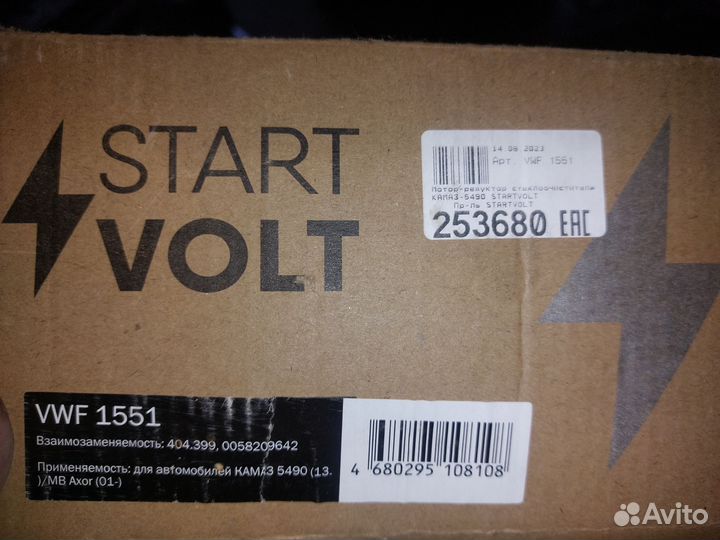 START
VOLT
14 08 2023
Арт. VWF 1551
Мотор-редуктор стеклоочистителя
КАМАЗ-5490 STARTVOLT
Пр-ль STARTVOLT
253680 EAC
VWF 1551
Взаимозаменяемость: 404.399, 0058209642
Применяемость: для автомобилей КАМАЗ 5490 (13.
)/MB Axor (01-)
4 680295 108108
Avito